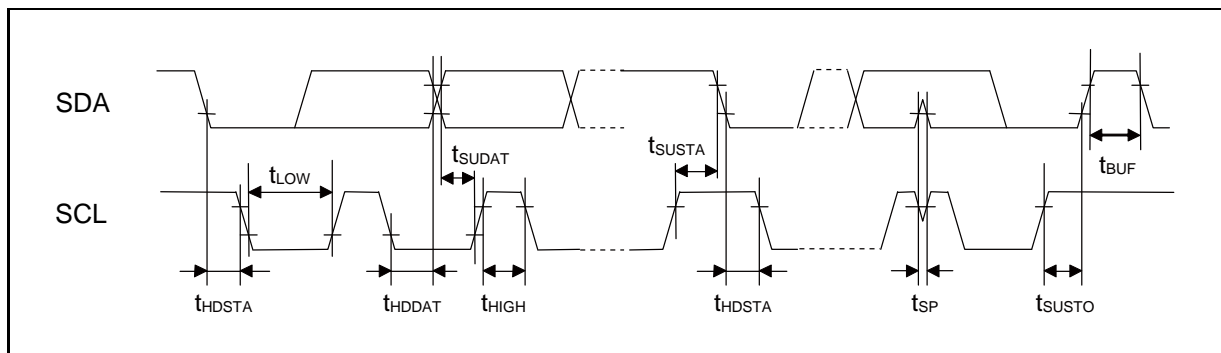 SDA
tSUDAT
tSUSTA
tBUF
tLOW
SCL
tHDSTA
tHDDAT
tHIGH
tHDSTA
tSP
tSUSTO